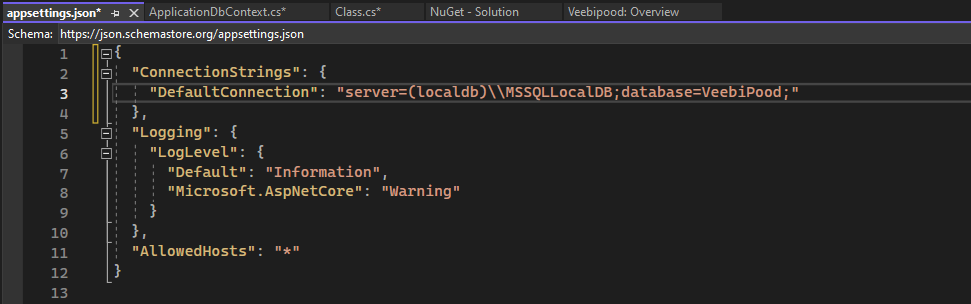 appsettings.json* ApplicationDbContext.cs* Class.cs* NuGet - Solution Veebipood: Overview
Schema: https://json.schemastore.org/appsettings.json
1 {
2 "ConnectionStrings": {
3 "DefaultConnection": "server=(localdb)\\MSSQLLocalDB;database=VeebiPood;"
4 },
5 "Logging": {
6 "LogLevel": {
7 "Default": "Information",
8 "Microsoft.AspNetCore": "Warning"
9 }
10 },
11 "AllowedHosts": "*"
12 }
13